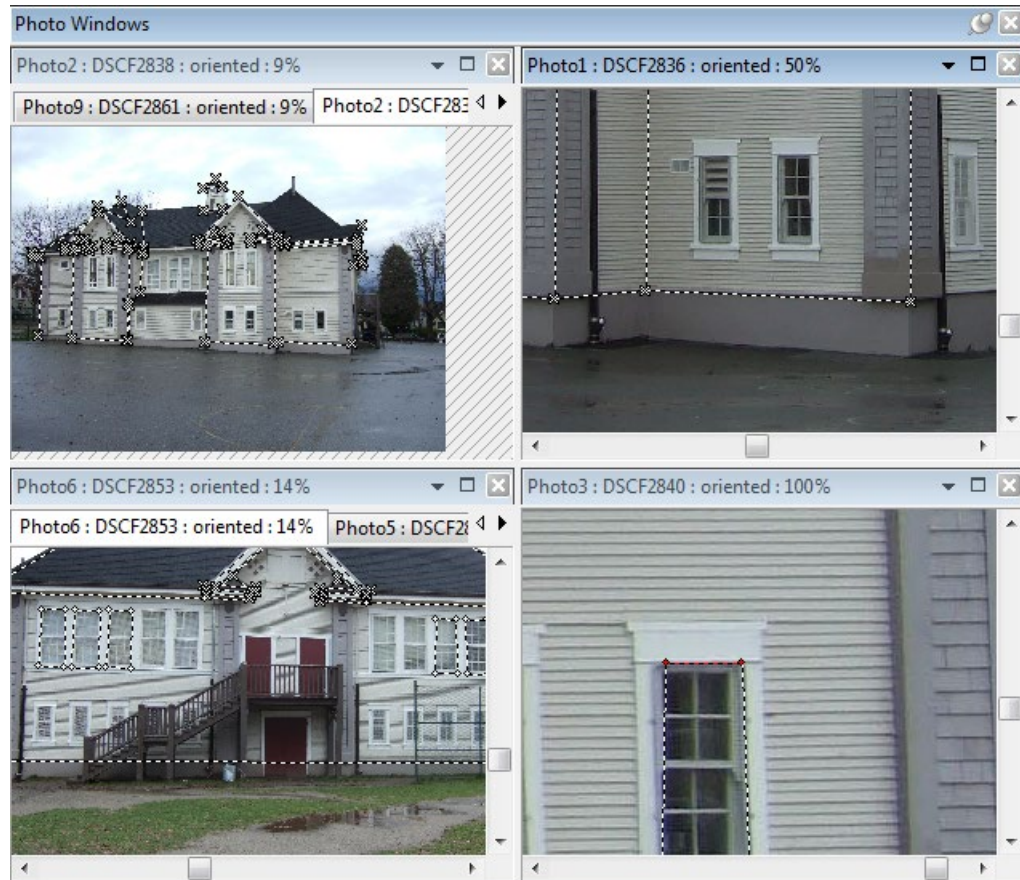 Photo Windows
Photo2 : DSCF2838 : oriented : 9%
Photo9 : DSCF2861 : oriented : 9%
Photo2 : DSCF283
Photo1 : DSCF2836 : oriented : 50%
Photo6 : DSCF2853 : oriented : 14%
Photo6 : DSCF2853 : oriented : 14%
Photo5 : DSCF28
Photo3 : DSCF2840 : oriented : 100%